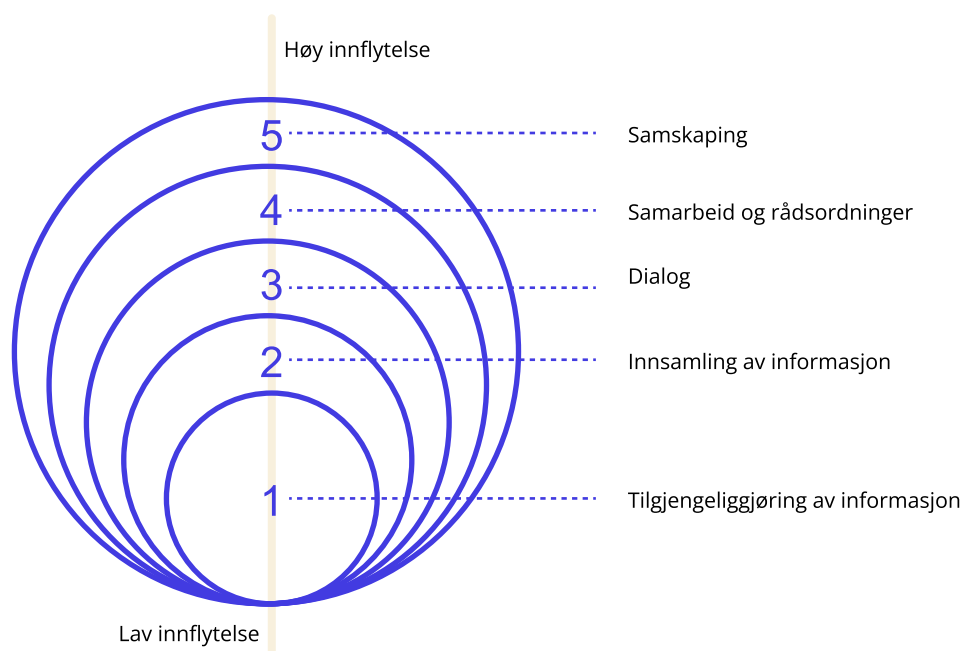 Høy innflytelse
5
Samskaping
4
Samarbeid og rådsordninger
3
Dialog
2
Innsamling av informasjon
1
Tilgjengeliggjøring av informasjon
Lav innflytelse